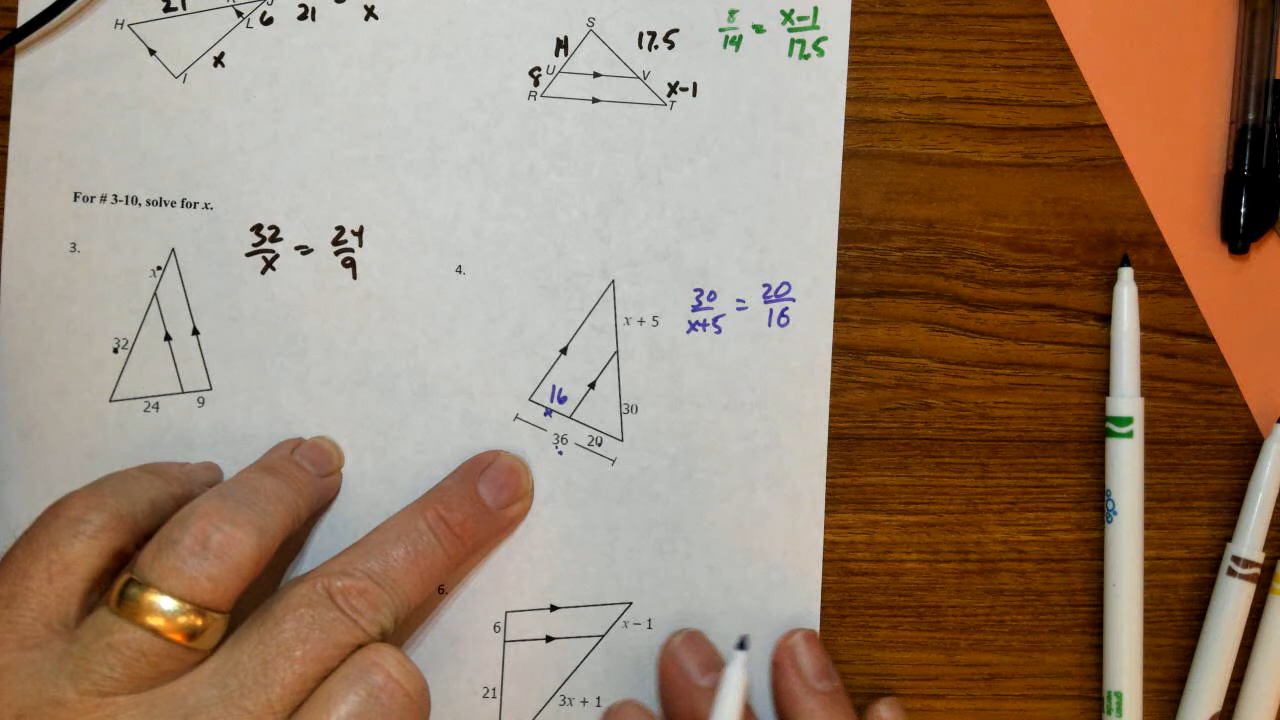 21
H
L
6
21
x
x
I
S
14
17.5
8
U
V
R
T
x-1
8/14 = x-1/17.5
For # 3-10, solve for x.
3.
x
32
24
9
32/x = 24/9
4.
x + 5
30
16
36
20
30/x+5 = 20/16
6.
6
x − 1
21
3x + 1